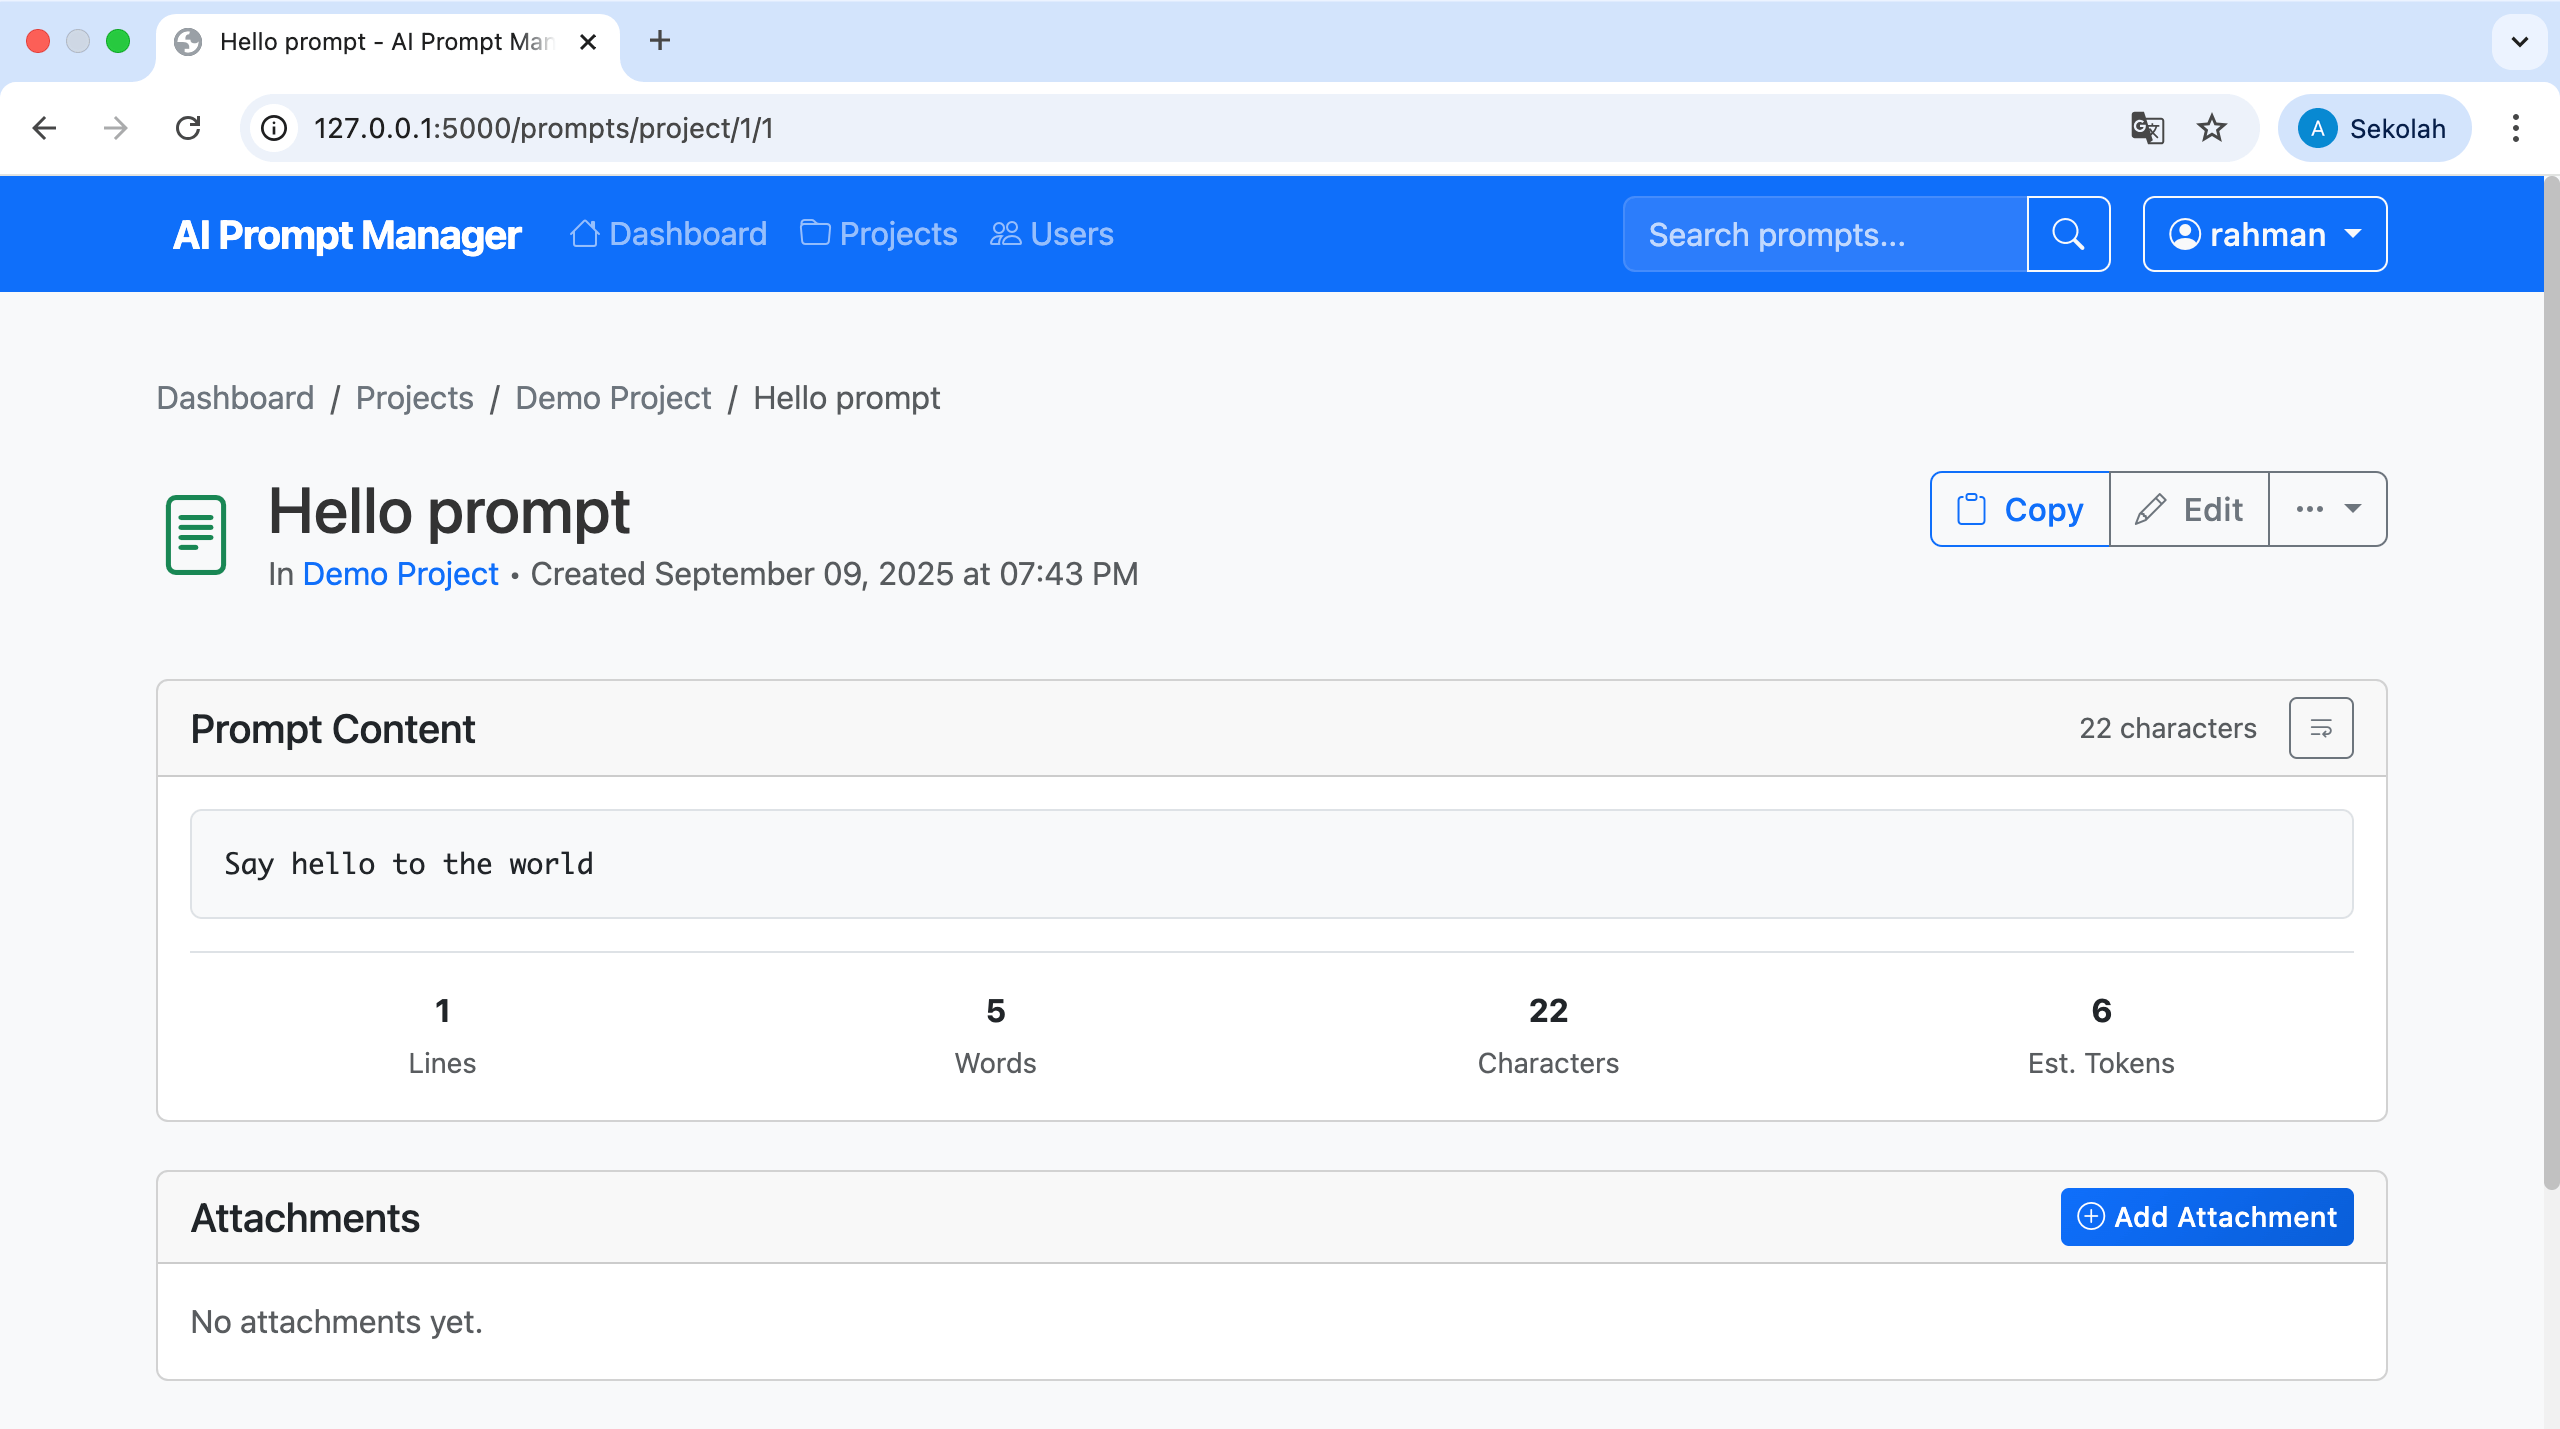 Hello prompt - AI Prompt Man
127.0.0.1:5000/prompts/project/1/1
A Sekolah
AI Prompt Manager Dashboard Projects Users Search prompts... rahman
Dashboard / Projects / Demo Project / Hello prompt
Hello prompt
Copy Edit
In Demo Project • Created September 09, 2025 at 07:43 PM
Prompt Content 22 characters
Say hello to the world
1 5 22 6
Lines Words Characters Est. Tokens
Attachments Add Attachment
No attachments yet.